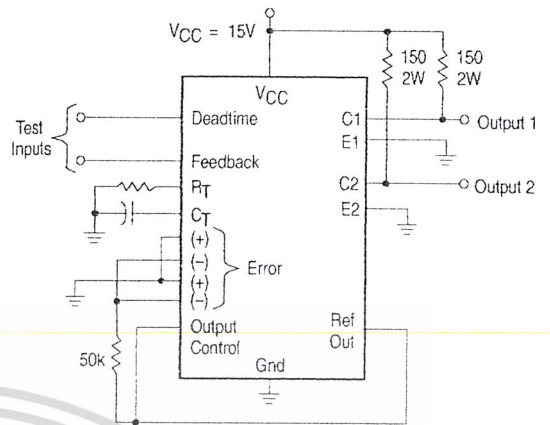 VCC = 15V
150
2W
150
2W
VCC
Test
Inputs
Deadtime
Feedback
RT
CT
(+)
(−)
(+)
(−)
Error
Output
Control
C1
E1
C2
E2
Output 1
Output 2
Ref
Out
Gnd
50k